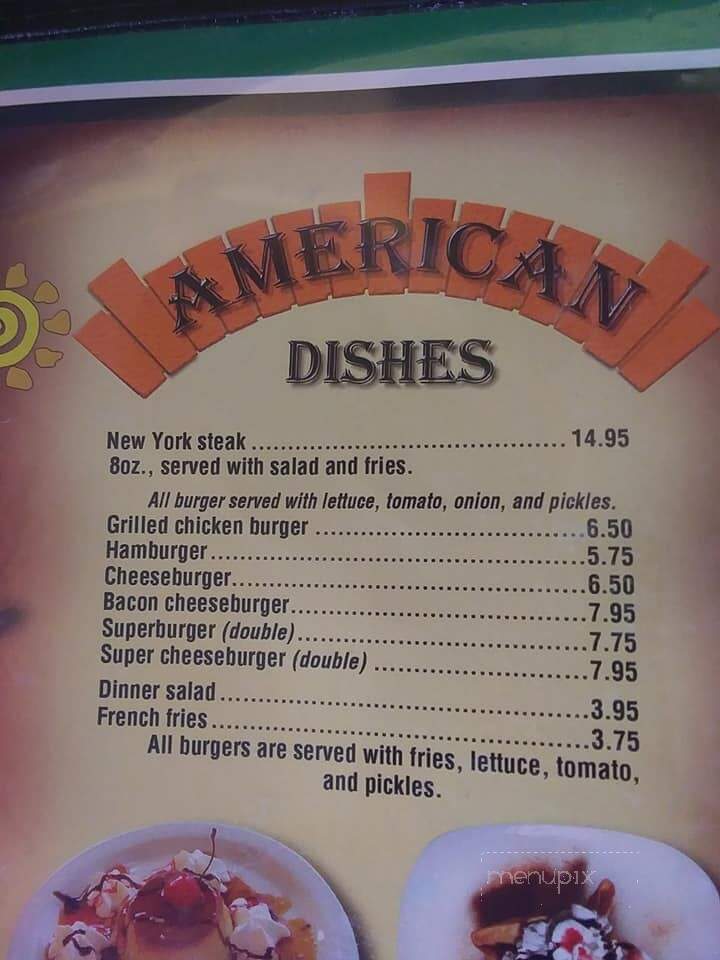 AMERICAN
DISHES
New York steak ........................................... 14.95
8oz., served with salad and fries.
All burger served with lettuce, tomato, onion, and pickles.
Grilled chicken burger .....................................6.50
Hamburger....................................................5.75
Cheeseburger.................................................6.50
Bacon cheeseburger.........................................7.95
Superburger (double)........................................7.75
Super cheeseburger (double) ..............................7.95
Dinner salad...................................................3.95
French fries....................................................3.75
All burgers are served with fries, lettuce, tomato,
and pickles.
menupix